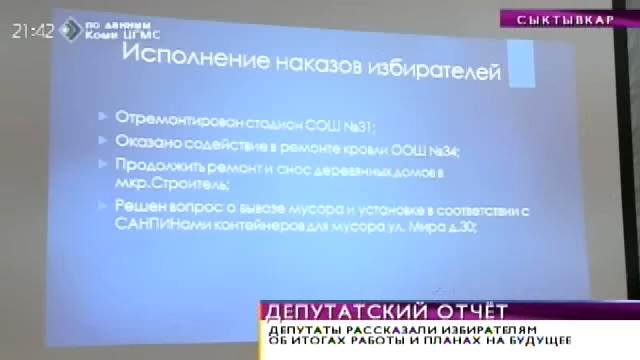 21:42
по данным
Коми ЦГМС
СЫКТЫВКАР
Исполнение наказов избирателей
Отремонтирован стадион СОШ №31;
Оказано содействие в ремонте кровли ООШ №34;
Продолжить ремонт и снос деревянных домов в
мкр.Строитель;
Решен вопрос о вывозе мусора и установке в соответствии с
САНПИНами контейнеров для мусора ул. Мира д.30;
ДЕПУТАТСКИЙ ОТЧЁТ
ДЕПУТАТЫ РАССКАЗАЛИ ИЗБИРАТЕЛЯМ
ОБ ИТОГАХ РАБОТЫ И ПЛАНАХ НА БУДУЩЕЕ